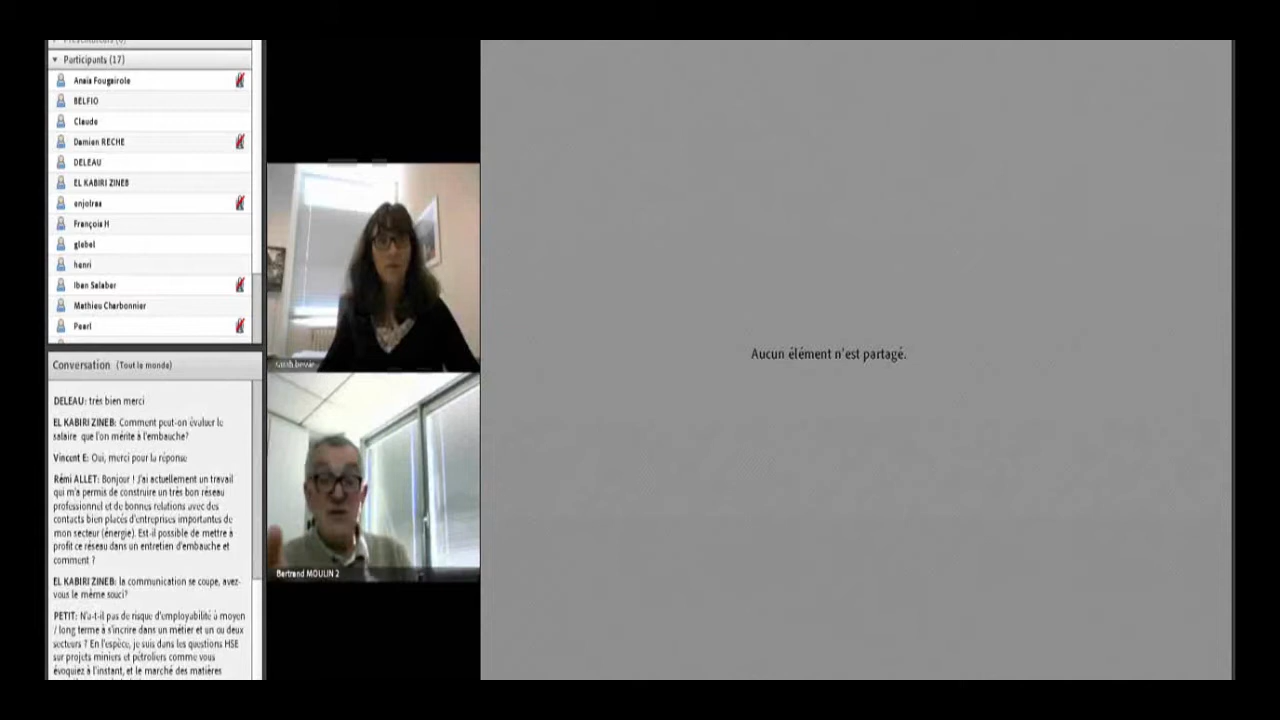 Participants (17)
Anaïs Fougairole
BELFIO
Claude
Damien RECHE
DELEAU
EL KABIRI ZINEB
enjolras
François H
glebel
henri
Iban Salaber
Mathieu Charbonnier
Pearl
Conversation (Tout le monde)
DELEAU: très bien merci
EL KABIRI ZINEB: Comment peut-on évaluer le
salaire que l'on mérite à l'embauche?
Vincent E: Oui, merci pour la réponse
Rémi ALLET: Bonjour ! J'ai actuellement un travail
qui m'a permis de construire un très bon réseau
professionnel et de bonnes relations avec des
contacts bien placés d'entreprises importantes de
mon secteur (énergie). Est-il possible de mettre à
profit ce réseau dans un entretien d'embauche et
comment ?
EL KABIRI ZINEB: la communication se coupe, avez-
vous le même souci?
PETIT: N'a-t-il pas de risque d'employabilité à moyen
/ long terme à s'incrire dans un métier et un ou deux
secteurs ? En l'espèce, je suis dans les questions HSE
sur projets miniers et pétroliers comme vous
évoquiez à l'instant, et le marché des matières
Bertrand MOULIN 2
Aucun élément n'est partagé.